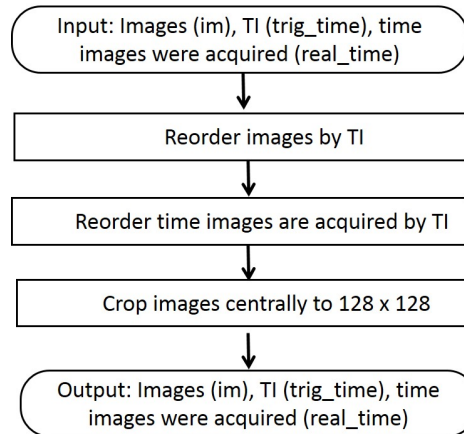 Input: Images (im), TI (trig_time), time
images were acquired (real_time)
Reorder images by TI
Reorder time images are acquired by TI
Crop images centrally to 128 x 128
Output: Images (im), TI (trig_time), time
images were acquired (real_time)